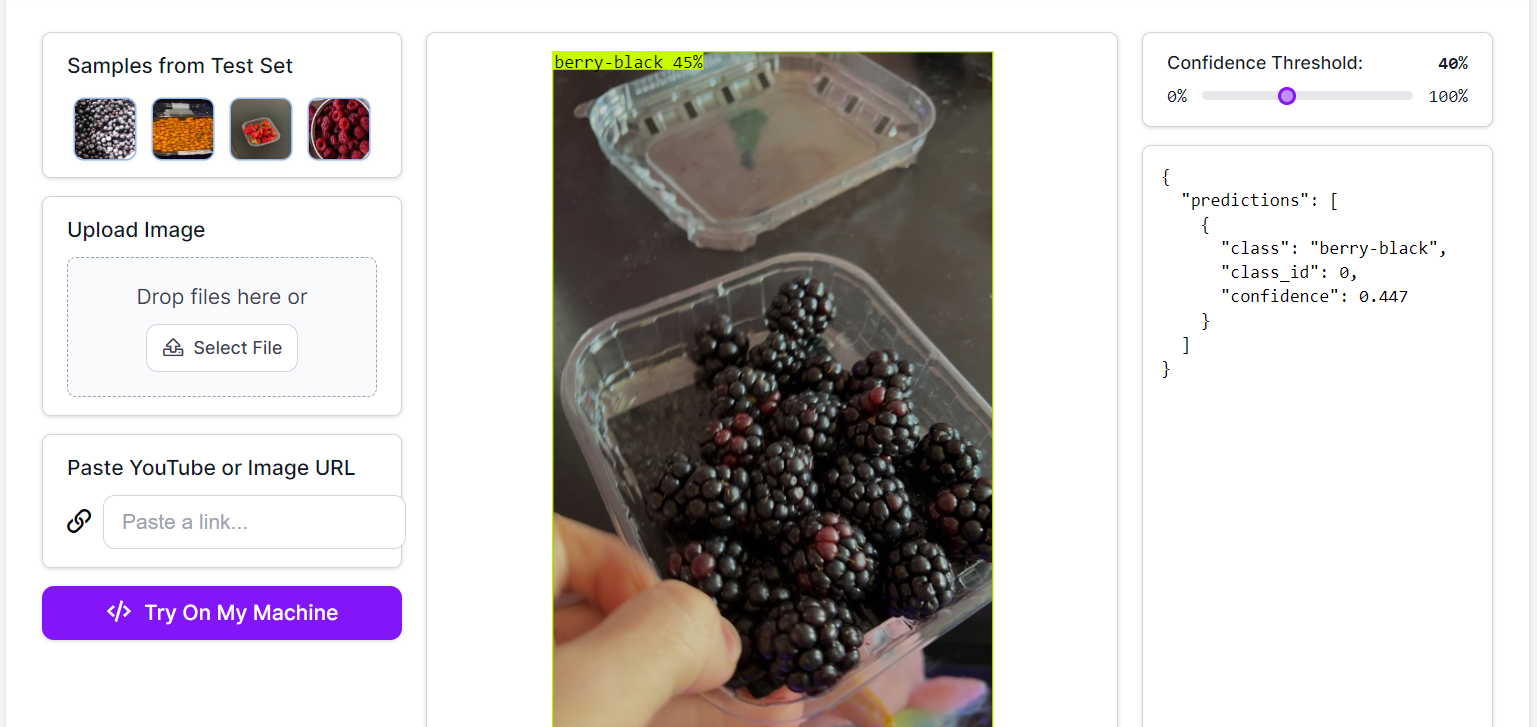 Samples from Test Set
Upload Image
Drop files here or
Select File
Paste YouTube or Image URL
Paste a link...
</> Try On My Machine
berry-black 45%
Confidence Threshold: 40%
0% 100%
{
"predictions": [
{
"class": "berry-black",
"class_id": 0,
"confidence": 0.447
}
]
}